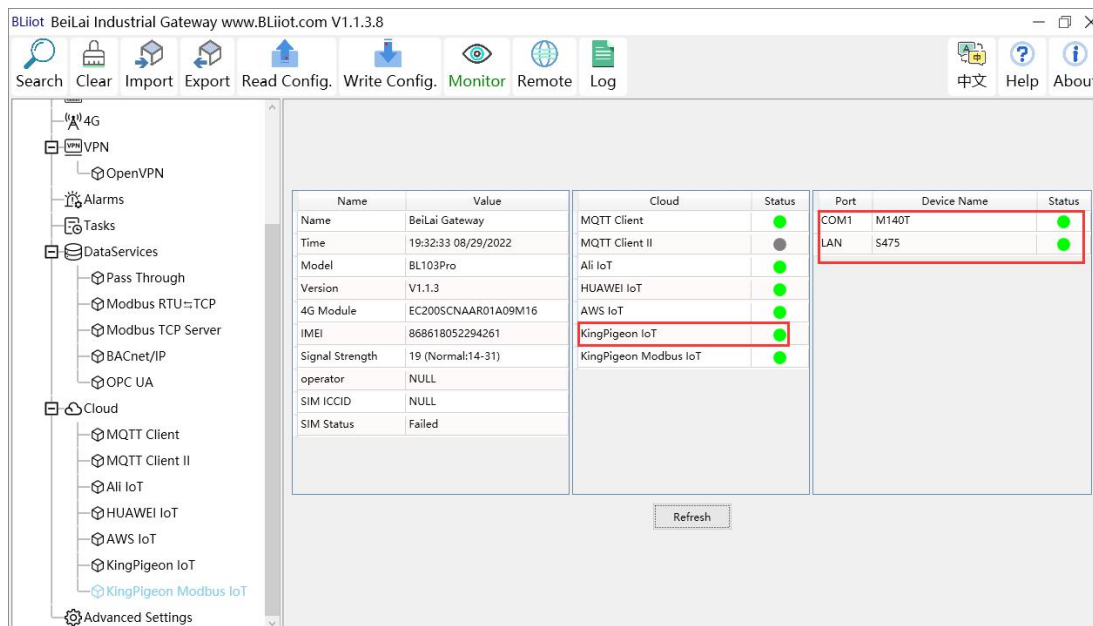 BLiiot BeiLai Industrial Gateway www.BLiiot.com V1.1.3.8
Search Clear Import Export Read Config. Write Config. Monitor Remote Log 中文 Help About
4G
VPN
VPN
OpenVPN
Alarms
Tasks
DataServices
Pass Through
Modbus RTU⇆TCP
Modbus TCP Server
BACnet/IP
OPC UA
Cloud
MQTT Client
MQTT Client II
Ali IoT
HUAWEI IoT
AWS IoT
KingPigeon IoT
KingPigeon Modbus IoT
Advanced Settings
Name Value
Name BeiLai Gateway
Time 19:32:33 08/29/2022
Model BL103Pro
Version V1.1.3
4G Module EC200SCNAAR01A09M16
IMEI 868618052294261
Signal Strength 19 (Normal:14-31)
operator NULL
SIM ICCID NULL
SIM Status Failed
Cloud Status
MQTT Client
MQTT Client II
Ali IoT
HUAWEI IoT
AWS IoT
KingPigeon IoT
KingPigeon Modbus IoT
Port Device Name Status
COM1 M140T
LAN S475
Refresh